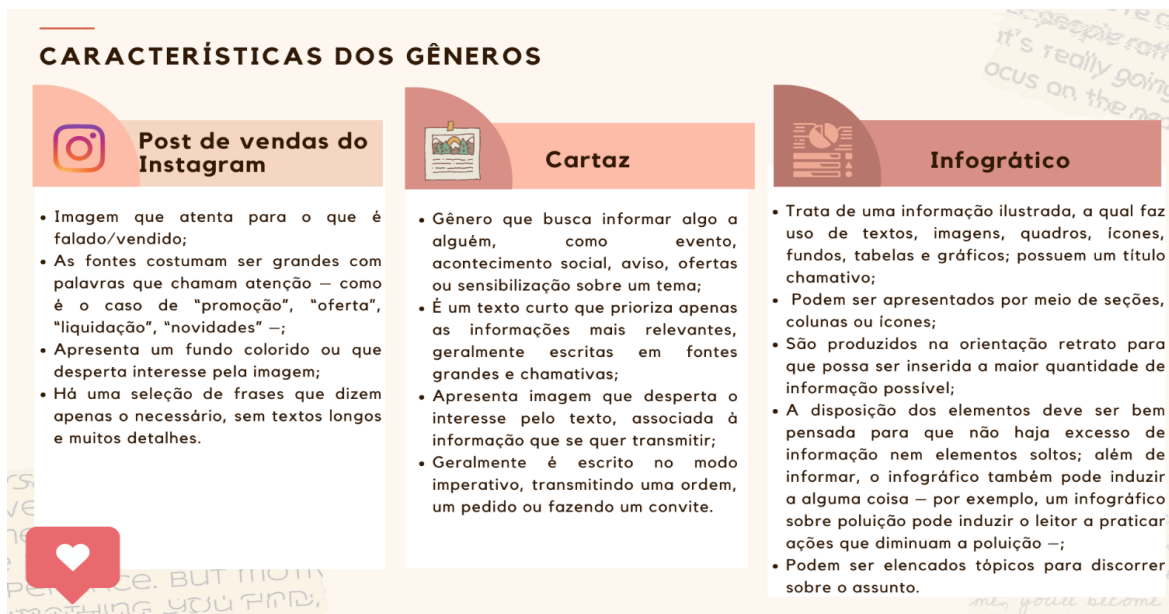 CARACTERÍSTICAS DOS GÊNEROS
it's really going
ocus on the
Post de vendas do
Instagram
• Imagem que atenta para o que é
falado/vendido;
• As fontes costumam ser grandes com
palavras que chamam atenção — como
é o caso de “promoção”, “oferta”,
“liquidação”, “novidades” —;
• Apresenta um fundo colorido ou que
desperta interesse pela imagem;
• Há uma seleção de frases que dizem
apenas o necessário, sem textos longos
e muitos detalhes.
Cartaz
• Gênero que busca informar algo a
alguém, como evento,
acontecimento social, aviso, ofertas
ou sensibilização sobre um tema;
• É um texto curto que prioriza apenas
as informações mais relevantes,
geralmente escritas em fontes
grandes e chamativas;
• Apresenta imagem que desperta o
interesse pelo texto, associada à
informação que se quer transmitir;
• Geralmente é escrito no modo
imperativo, transmitindo uma ordem,
um pedido ou fazendo um convite.
Infogrático
• Trata de uma informação ilustrada, a qual faz
uso de textos, imagens, quadros, ícones,
fundos, tabelas e gráficos; possuem um título
chamativo;
• Podem ser apresentados por meio de seções,
colunas ou ícones;
• São produzidos na orientação retrato para
que possa ser inserida a maior quantidade de
informação possível;
• A disposição dos elementos deve ser bem
pensada para que não haja excesso de
informação nem elementos soltos; além de
informar, o infográfico também pode induzir
a alguma coisa — por exemplo, um infográfico
sobre poluição pode induzir o leitor a praticar
ações que diminuam a poluição —;
• Podem ser elencados tópicos para discorrer
sobre o assunto.
BUT
YOU FIND,
me, you'll become